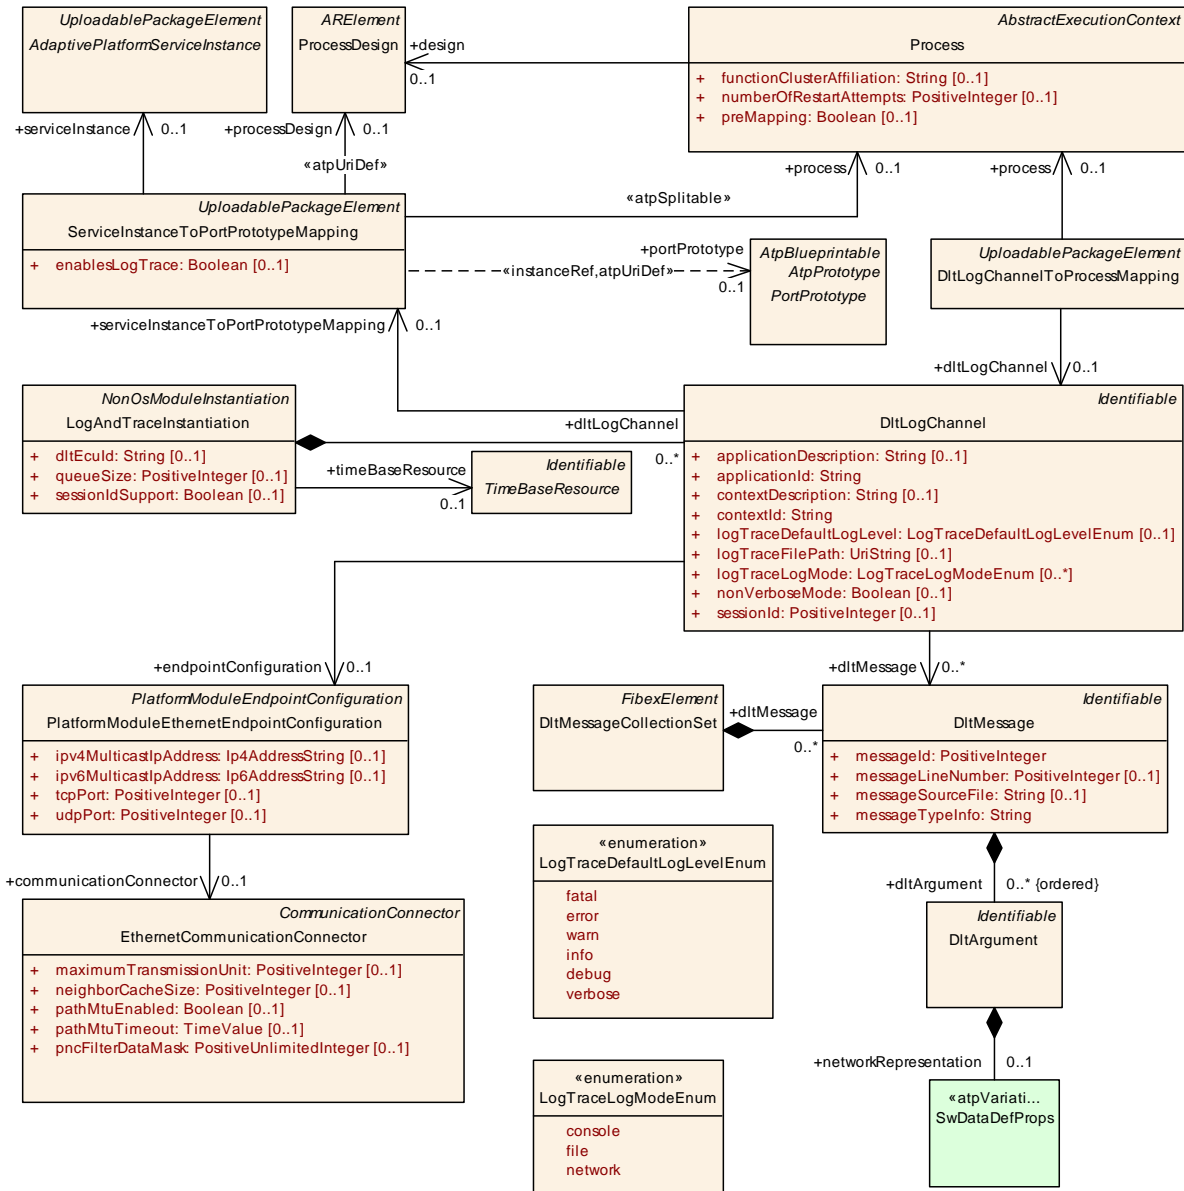 UploadablePackageElement
AdaptivePlatformServiceInstance
ARElement
ProcessDesign
+design
0..1
AbstractExecutionContext
Process
+ functionClusterAffiliation: String [0..1]
+ numberOfRestartAttempts: PositiveInteger [0..1]
+ preMapping: Boolean [0..1]
+serviceInstance
0..1
+processDesign
0..1
«atpUriDef»
+process
0..1
+process
0..1
«atpSplitable»
UploadablePackageElement
ServiceInstanceToPortPrototypeMapping
+ enablesLogTrace: Boolean [0..1]
«instanceRef,atpUriDef»
+portPrototype
0..1
AtpBlueprintable
AtpPrototype
PortPrototype
UploadablePackageElement
DltLogChannelToProcessMapping
+serviceInstanceToPortPrototypeMapping
0..1
+dltLogChannel
0..1
NonOsModuleInstantiation
LogAndTraceInstantiation
+ dltEcuId: String [0..1]
+ queueSize: PositiveInteger [0..1]
+ sessionIdSupport: Boolean [0..1]
+dltLogChannel
0..*
+timeBaseResource
0..1
Identifiable
TimeBaseResource
Identifiable
DltLogChannel
+ applicationDescription: String [0..1]
+ applicationId: String
+ contextDescription: String [0..1]
+ contextId: String
+ logTraceDefaultLogLevel: LogTraceDefaultLogLevelEnum [0..1]
+ logTraceFilePath: UriString [0..1]
+ logTraceLogMode: LogTraceLogModeEnum [0..*]
+ nonVerboseMode: Boolean [0..1]
+ sessionId: PositiveInteger [0..1]
+endpointConfiguration
0..1
+dltMessage
0..*
PlatformModuleEndpointConfiguration
PlatformModuleEthernetEndpointConfiguration
+ ipv4MulticastIpAddress: Ip4AddressString [0..1]
+ ipv6MulticastIpAddress: Ip6AddressString [0..1]
+ tcpPort: PositiveInteger [0..1]
+ udpPort: PositiveInteger [0..1]
FibexElement
DltMessageCollectionSet
+dltMessage
0..*
Identifiable
DltMessage
+ messageId: PositiveInteger
+ messageLineNumber: PositiveInteger [0..1]
+ messageSourceFile: String [0..1]
+ messageTypeInfo: String
+communicationConnector
0..1
«enumeration»
LogTraceDefaultLogLevelEnum
fatal
error
warn
info
debug
verbose
+dltArgument
0..* {ordered}
CommunicationConnector
EthernetCommunicationConnector
+ maximumTransmissionUnit: PositiveInteger [0..1]
+ neighborCacheSize: PositiveInteger [0..1]
+ pathMtuEnabled: Boolean [0..1]
+ pathMtuTimeout: TimeValue [0..1]
+ pncFilterDataMask: PositiveUnlimitedInteger [0..1]
Identifiable
DltArgument
+networkRepresentation
0..1
«enumeration»
LogTraceLogModeEnum
console
file
network
«atpVariati...
SwDataDefProps